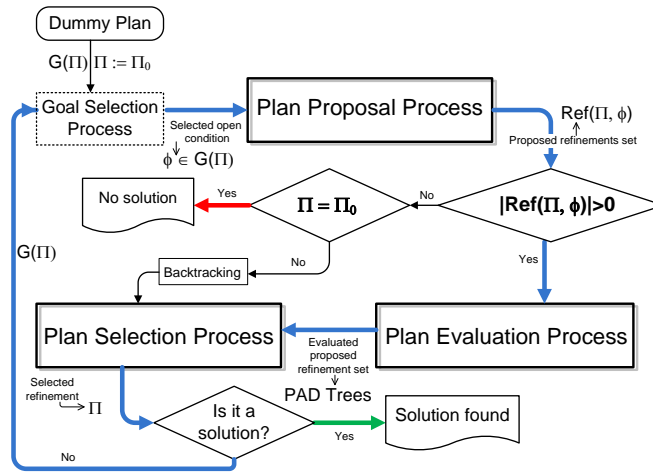 Dummy Plan
G(Π) Π := Π₀
Goal Selection
Process
Selected open
condition
ϕ ∈ G(Π)
Plan Proposal Process
Ref(Π, ϕ)
Proposed refinements set
No solution
Yes
Π = Π₀
No
|Ref(Π, ϕ)|>0
G(Π)
No
Yes
Backtracking
Plan Selection Process
Evaluated
proposed
refinement set
Plan Evaluation Process
PAD Trees
Selected
refinement
Π
Is it a
solution?
Yes
Solution found
No